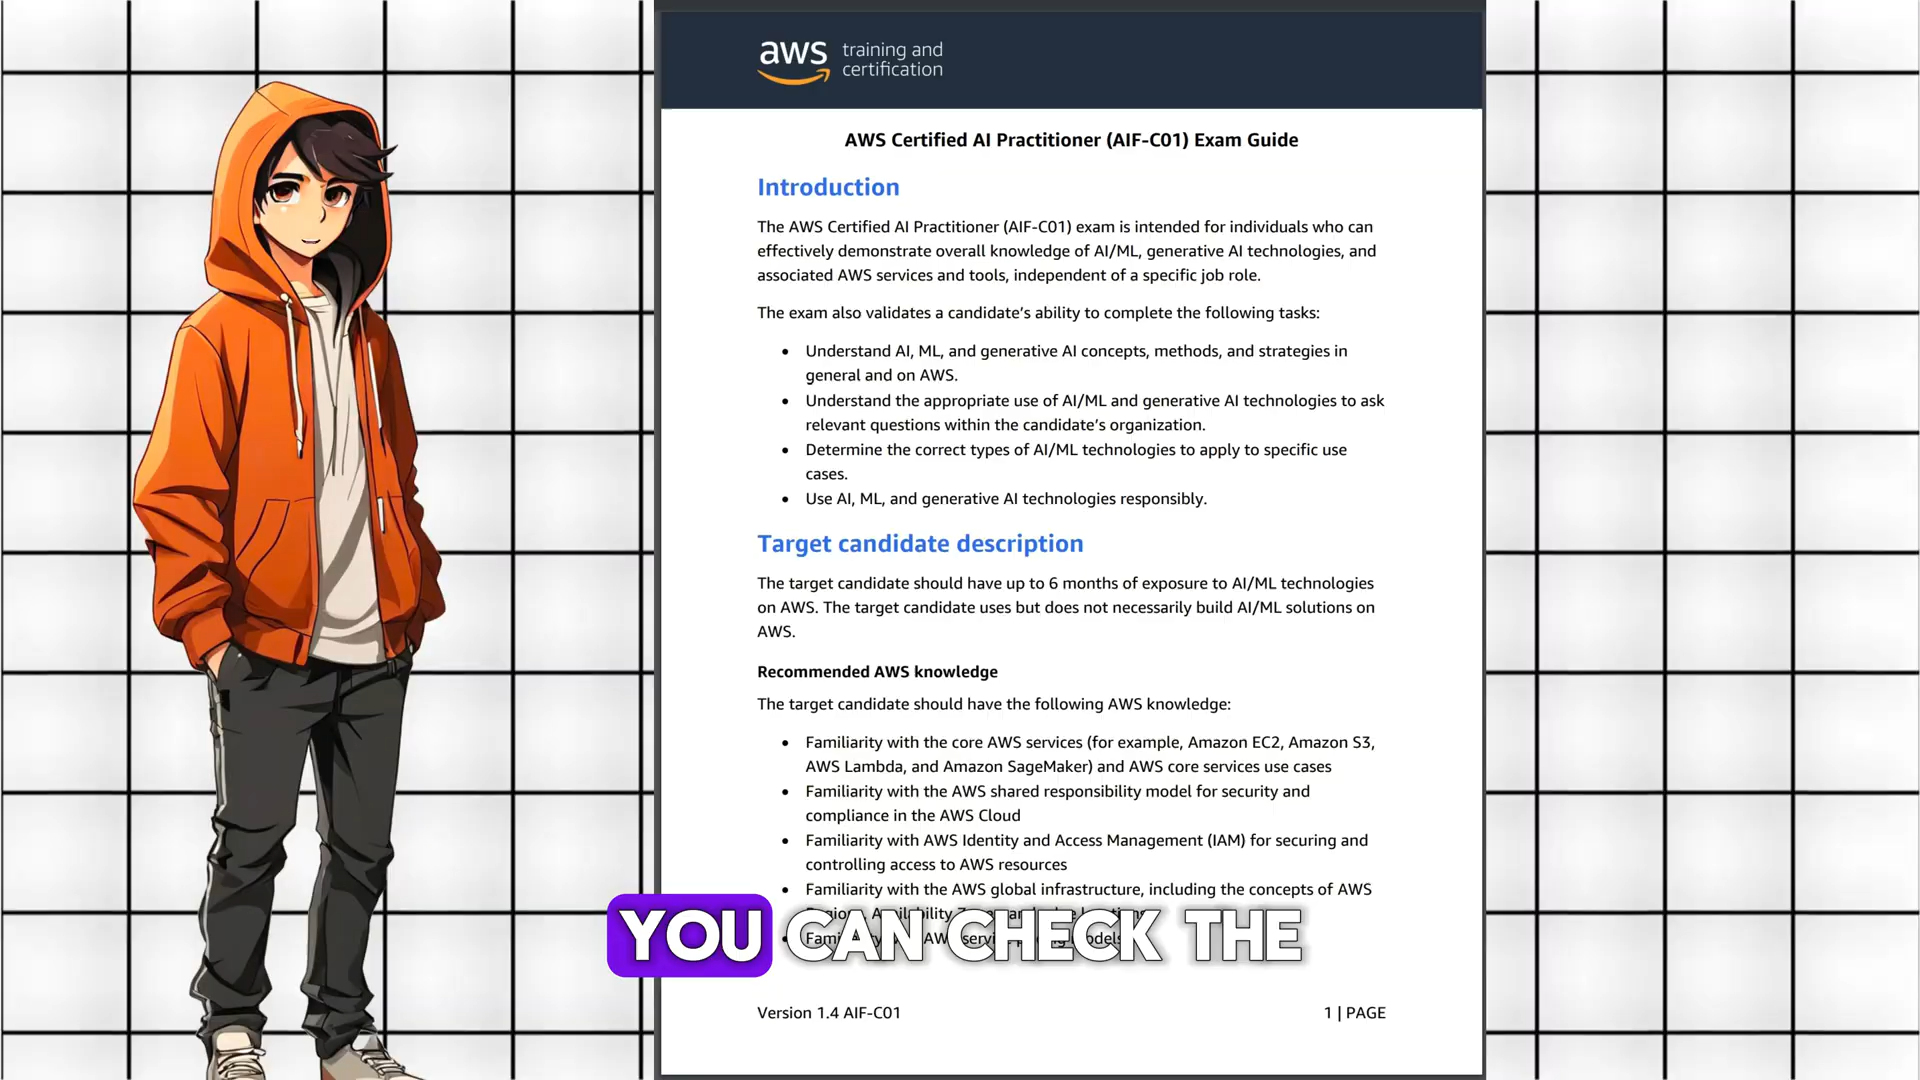 aws training and
certification
AWS Certified AI Practitioner (AIF-C01) Exam Guide
Introduction
The AWS Certified AI Practitioner (AIF-C01) exam is intended for individuals who can
effectively demonstrate overall knowledge of AI/ML, generative AI technologies, and
associated AWS services and tools, independent of a specific job role.
The exam also validates a candidate’s ability to complete the following tasks:
• Understand AI, ML, and generative AI concepts, methods, and strategies in
general and on AWS.
• Understand the appropriate use of AI/ML and generative AI technologies to ask
relevant questions within the candidate’s organization.
• Determine the correct types of AI/ML technologies to apply to specific use
cases.
• Use AI, ML, and generative AI technologies responsibly.
Target candidate description
The target candidate should have up to 6 months of exposure to AI/ML technologies
on AWS. The target candidate uses but does not necessarily build AI/ML solutions on
AWS.
Recommended AWS knowledge
The target candidate should have the following AWS knowledge:
• Familiarity with the core AWS services (for example, Amazon EC2, Amazon S3,
AWS Lambda, and Amazon SageMaker) and AWS core services use cases
• Familiarity with the AWS shared responsibility model for security and
compliance in the AWS Cloud
• Familiarity with AWS Identity and Access Management (IAM) for securing and
controlling access to AWS resources
• Familiarity with the AWS global infrastructure, including the concepts of AWS
YOU CAN CHECK THE
Version 1.4 AIF-C01
1 | PAGE